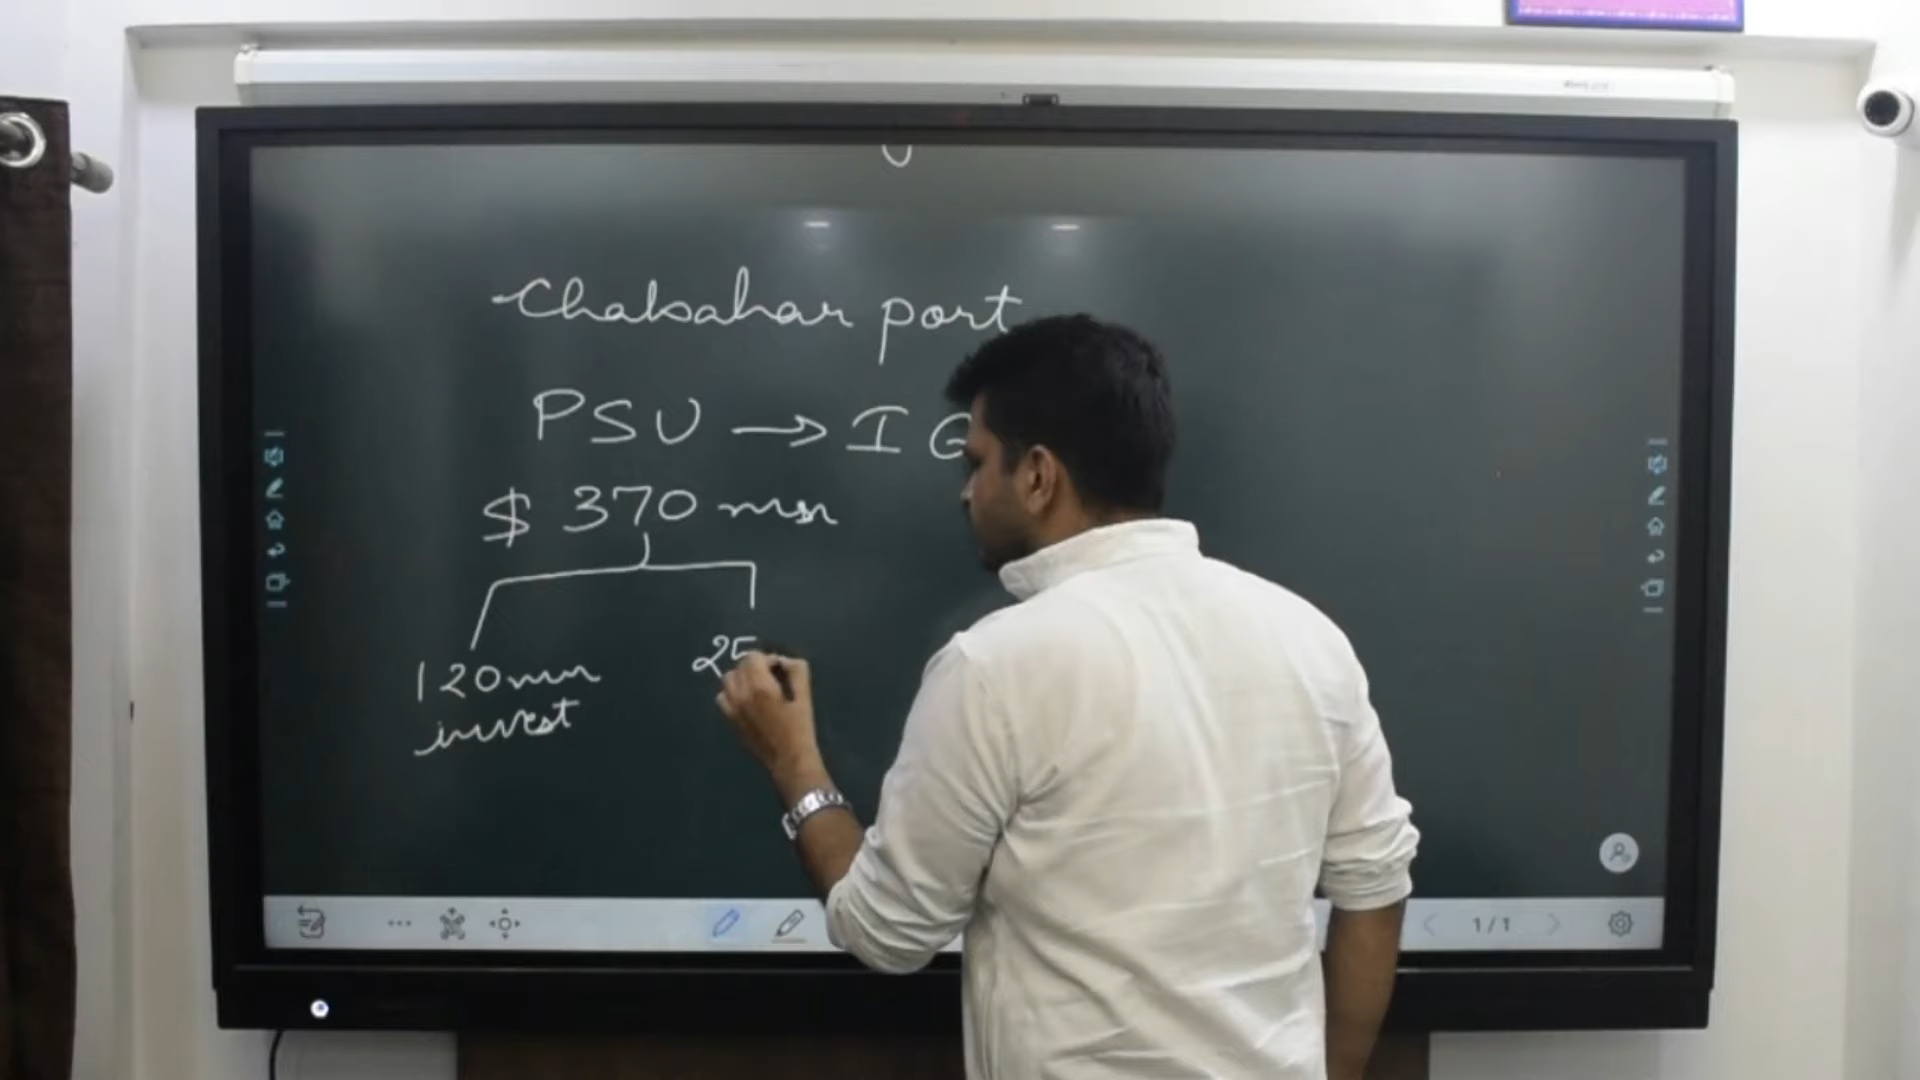 Chabahar port
PSU → I G
$ 370 mn
120 mn
invest
25
1/1